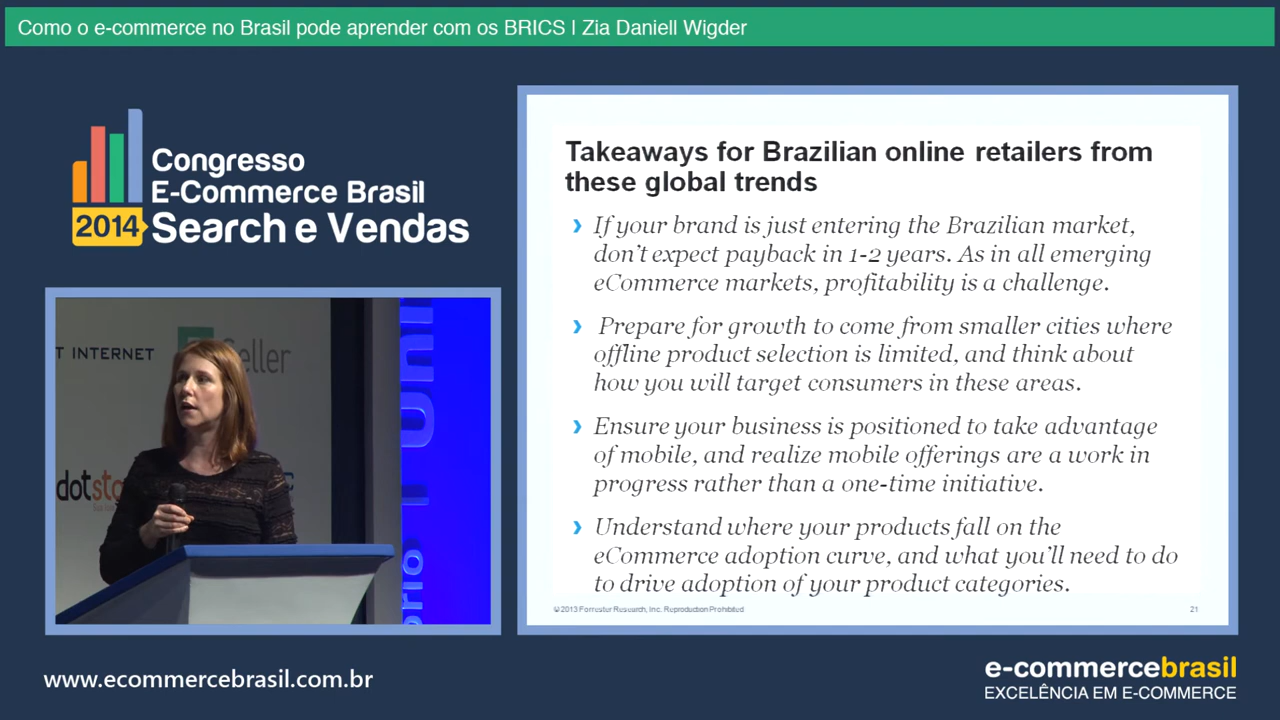 Como o e-commerce no Brasil pode aprender com os BRICS | Zia Daniell Wigder
Congresso
E-Commerce Brasil
2014 Search e Vendas
T INTERNET
eller
dotsto
Takeaways for Brazilian online retailers from
these global trends
› If your brand is just entering the Brazilian market,
don't expect payback in 1-2 years. As in all emerging
eCommerce markets, profitability is a challenge.
› Prepare for growth to come from smaller cities where
offline product selection is limited, and think about
how you will target consumers in these areas.
› Ensure your business is positioned to take advantage
of mobile, and realize mobile offerings are a work in
progress rather than a one-time initiative.
› Understand where your products fall on the
eCommerce adoption curve, and what you'll need to do
to drive adoption of your product categories.
© 2013 Forrester Research, Inc. Reproduction Prohibited
21
www.ecommercebrasil.com.br
e-commercebrasil
EXCELÊNCIA EM E-COMMERCE